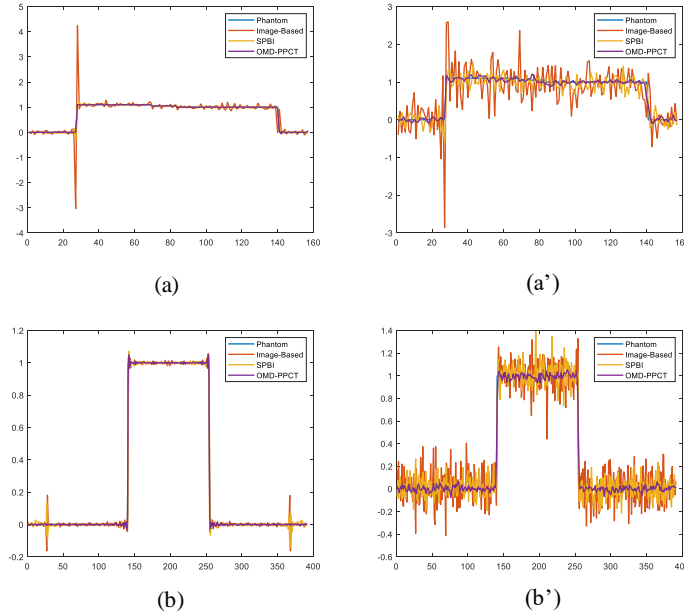 5
4
3
2
1
0
-1
-2
-3
-4
0 20 40 60 80 100 120 140 160
Phantom
Image-Based
SPBI
OMD-PPCT
(a)
3
2
1
0
-1
-2
-3
0 20 40 60 80 100 120 140 16
Phantom
Image-Based
SPBI
OMD-PPCT
(a’)
1.2
1
0.8
0.6
0.4
0.2
0
-0.2
0 50 100 150 200 250 300 350 400
Phantom
Image-Based
SPBI
OMD-PPCT
(b)
1.4
1.2
1
0.8
0.6
0.4
0.2
0
-0.2
-0.4
-0.6
0 50 100 150 200 250 300 350 40
Phantom
Image-Based
SPBI
OMD-PPCT
(b’)